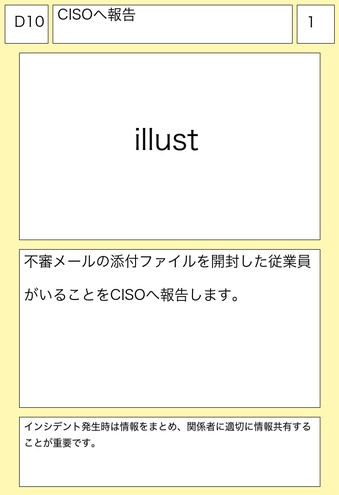 D10
CISOへ報告
1
illust
不審メールの添付ファイルを開封した従業員
がいることをCISOへ報告します。
インシデント発生時は情報をまとめ、関係者に適切に情報共有する
ことが重要です。